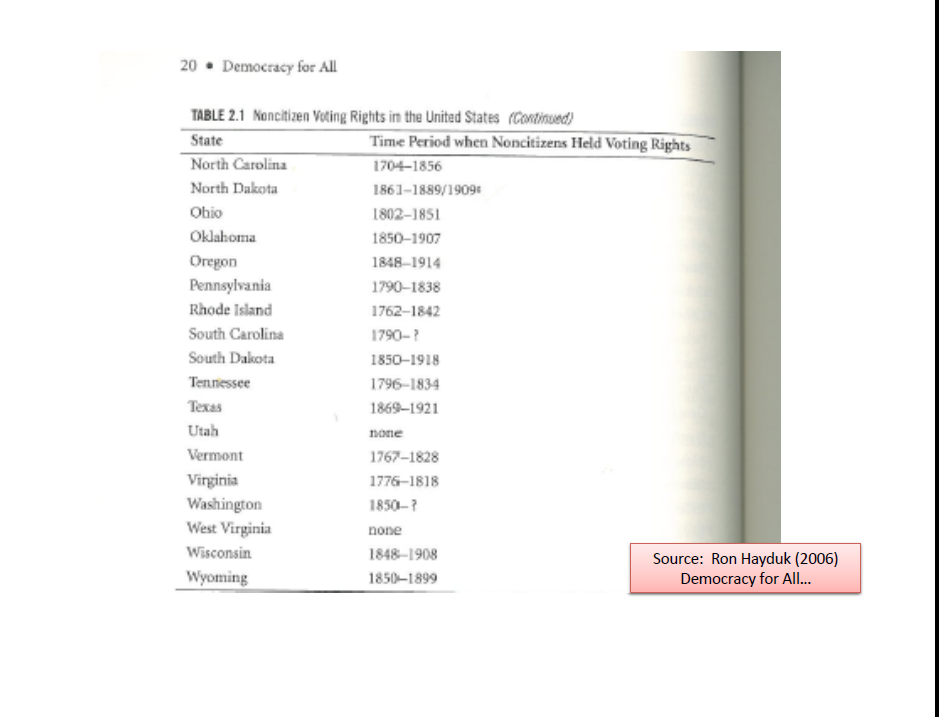 20 • Democracy for All
TABLE 2.1 Noncitizen Voting Rights in the United States (Continued)
State Time Period when Noncitizens Held Voting Rights
North Carolina 1704–1856
North Dakota 1861–1889/1909
Ohio 1802–1851
Oklahoma 1850–1907
Oregon 1848–1914
Pennsylvania 1790–1838
Rhode Island 1762–1842
South Carolina 1790–?
South Dakota 1850–1918
Tennessee 1796–1834
Texas 1869–1921
Utah none
Vermont 1767–1828
Virginia 1776–1818
Washington 1850–?
West Virginia none
Wisconsin 1848–1908
Wyoming 1850–1899
Source: Ron Hayduk (2006)
Democracy for All...